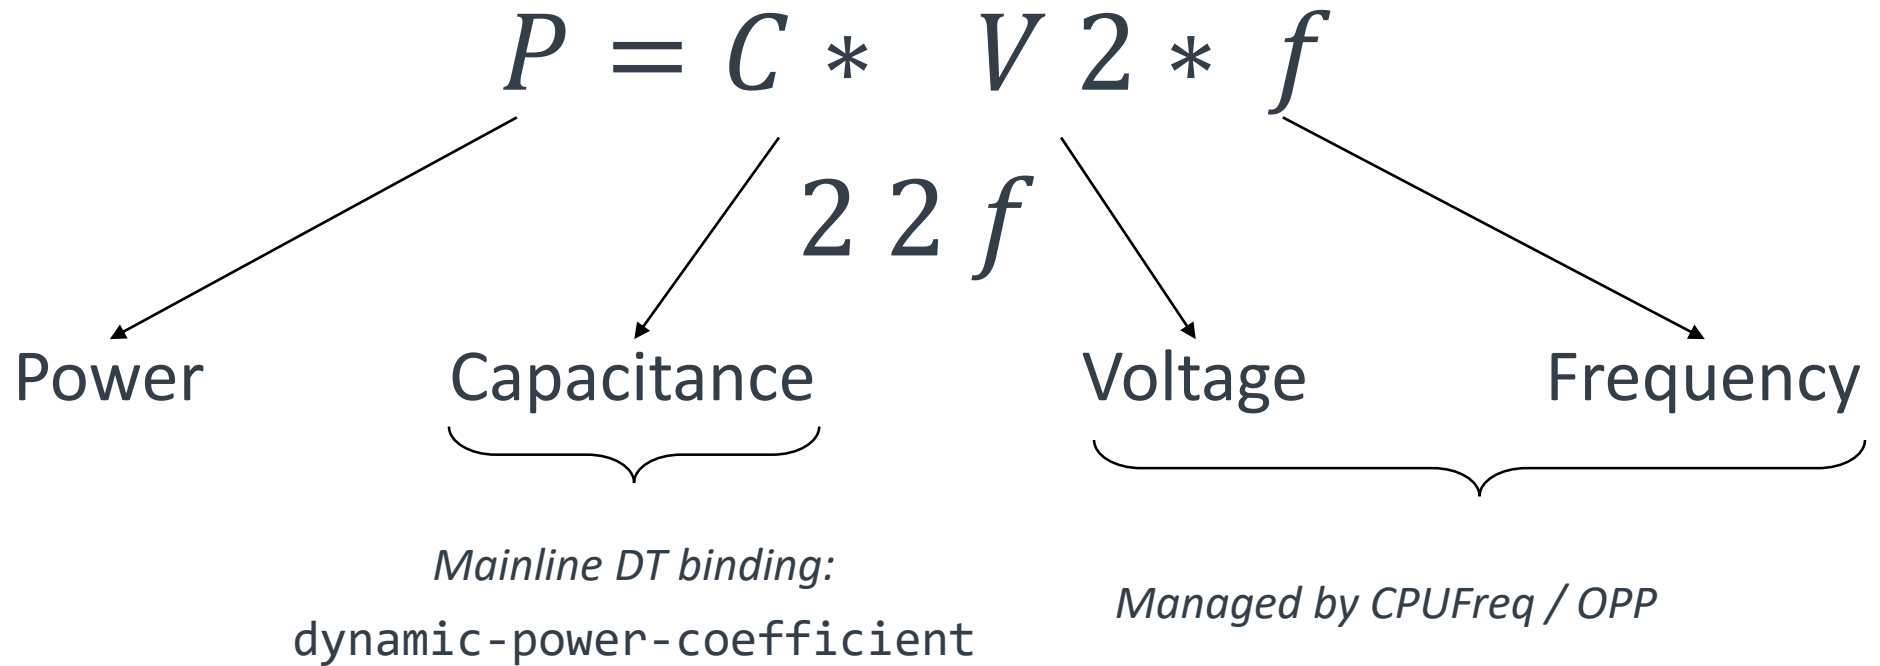 P = C * V 2 * f
2 2 f
Power Capacitance Voltage Frequency
Mainline DT binding:
dynamic-power-coefficient
Managed by CPUFreq / OPP